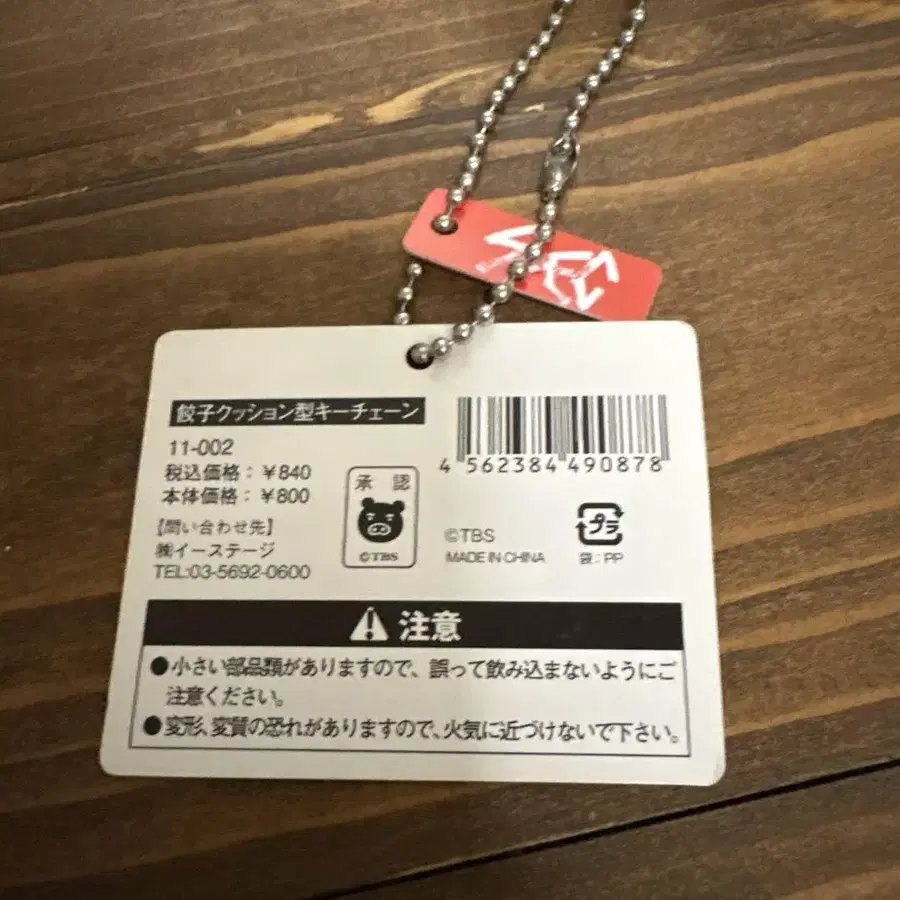 餃子クッション型キーチェーン
11-002
税込価格：￥840
本体価格：￥800
【問い合わせ先】
㈱イーステージ
TEL:03-5692-0600
承 認
©TBS
4 562384 490878
©TBS
MADE IN CHINA
プラ
袋：PP
注意
●小さい部品類がありますので、誤って飲み込まないようにご
注意ください。
●変形、変質の恐れがありますので、火気に近づけないで下さい。